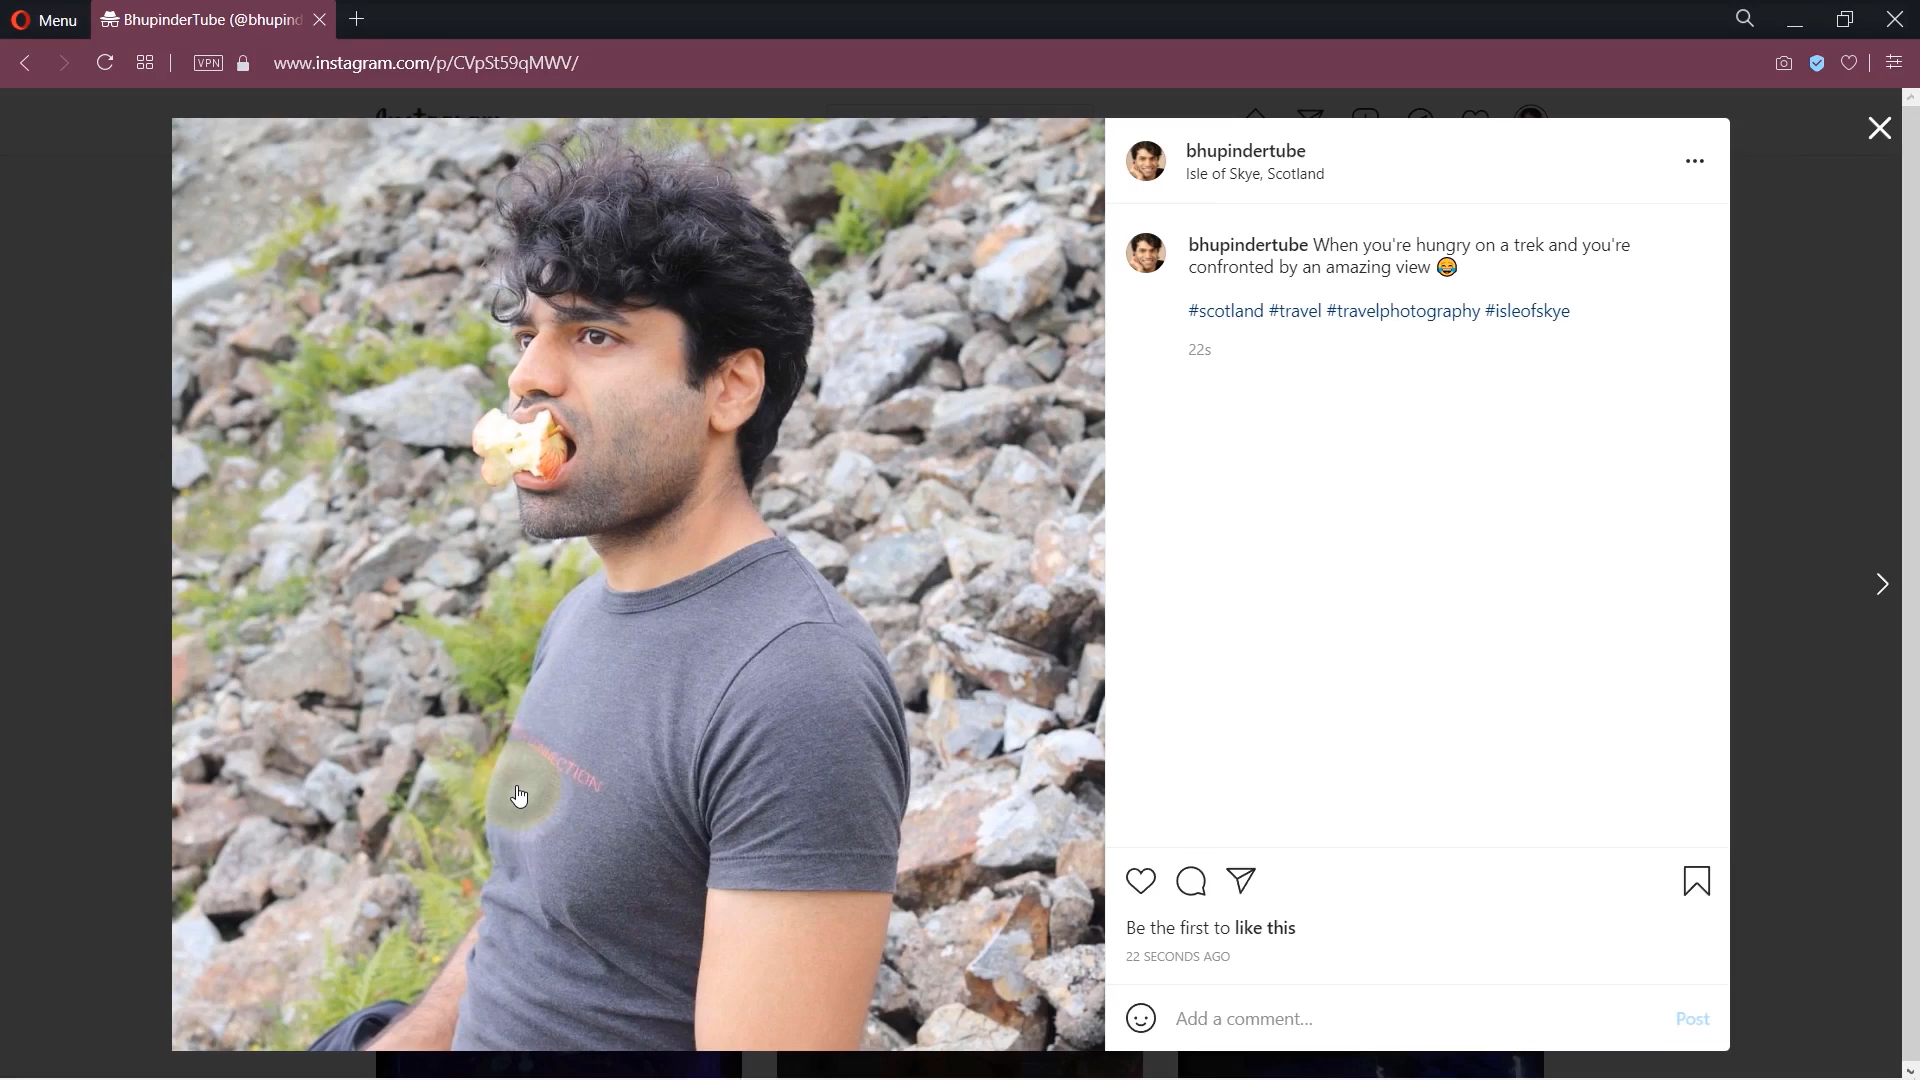 Menu
BhupinderTube (@bhupind
VPN
www.instagram.com/p/CVpSt59qMWV/
bhupindertube
Isle of Skye, Scotland
bhupindertube When you're hungry on a trek and you're
confronted by an amazing view 😂
#scotland #travel #travelphotography #isleofskye
22s
Be the first to like this
22 SECONDS AGO
Add a comment...
Post